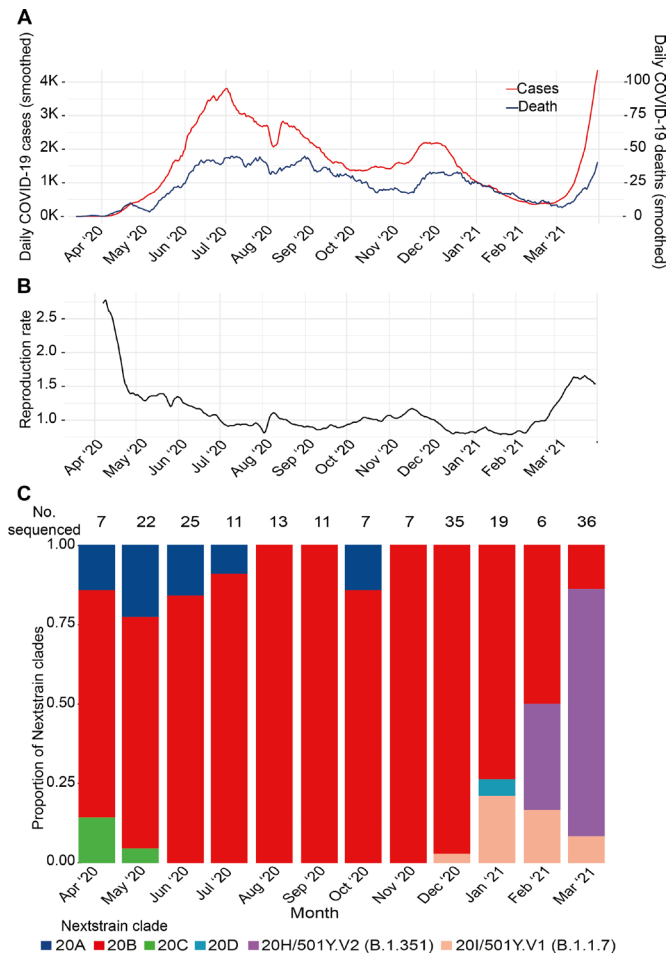 A
Daily COVID-19 cases (smoothed)
4K
3K
2K
1K
0K
Cases
Death
100
75
50
25
0
Daily COVID-19 deaths (smoothed)
Apr '20 May '20 Jun '20 Jul '20 Aug '20 Sep '20 Oct '20 Nov '20 Dec '20 Jan '21 Feb '21 Mar '21
B
Reproduction rate
2.5
2.0
1.5
1.0
Apr '20 May '20 Jun '20 Jul '20 Aug '20 Sep '20 Oct '20 Nov '20 Dec '20 Jan '21 Feb '21 Mar '21
C
No.
sequenced 7 22 25 11 13 11 7 7 35 19 6 36
Proportion of Nextstrain clades
1.00
0.75
0.50
0.25
0.00
Apr '20 May '20 Jun '20 Jul '20 Aug '20 Sep '20 Oct '20 Nov '20 Dec '20 Jan '21 Feb '21 Mar '21
Month
Nextstrain clade
20A 20B 20C 20D 20H/501Y.V2 (B.1.351) 20I/501Y.V1 (B.1.1.7)